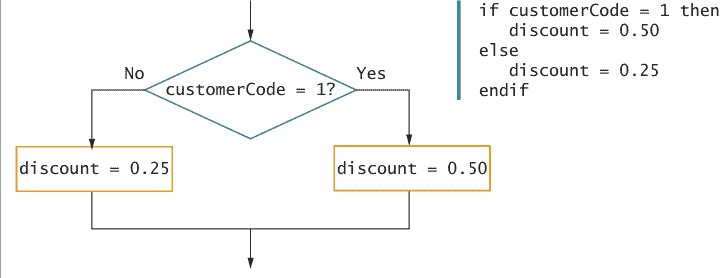 No
Yes
customerCode = 1?
discount = 0.25
discount = 0.50
if customerCode = 1 then
   discount = 0.50
else
   discount = 0.25
endif